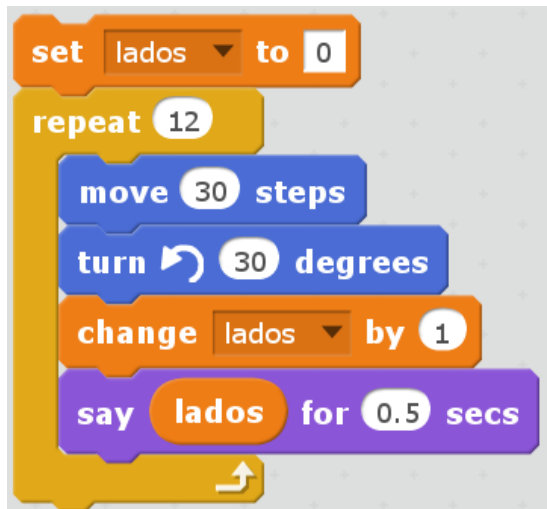 set lados to 0
repeat 12
move 30 steps
turn 30 degrees
change lados by 1
say lados for 0.5 secs